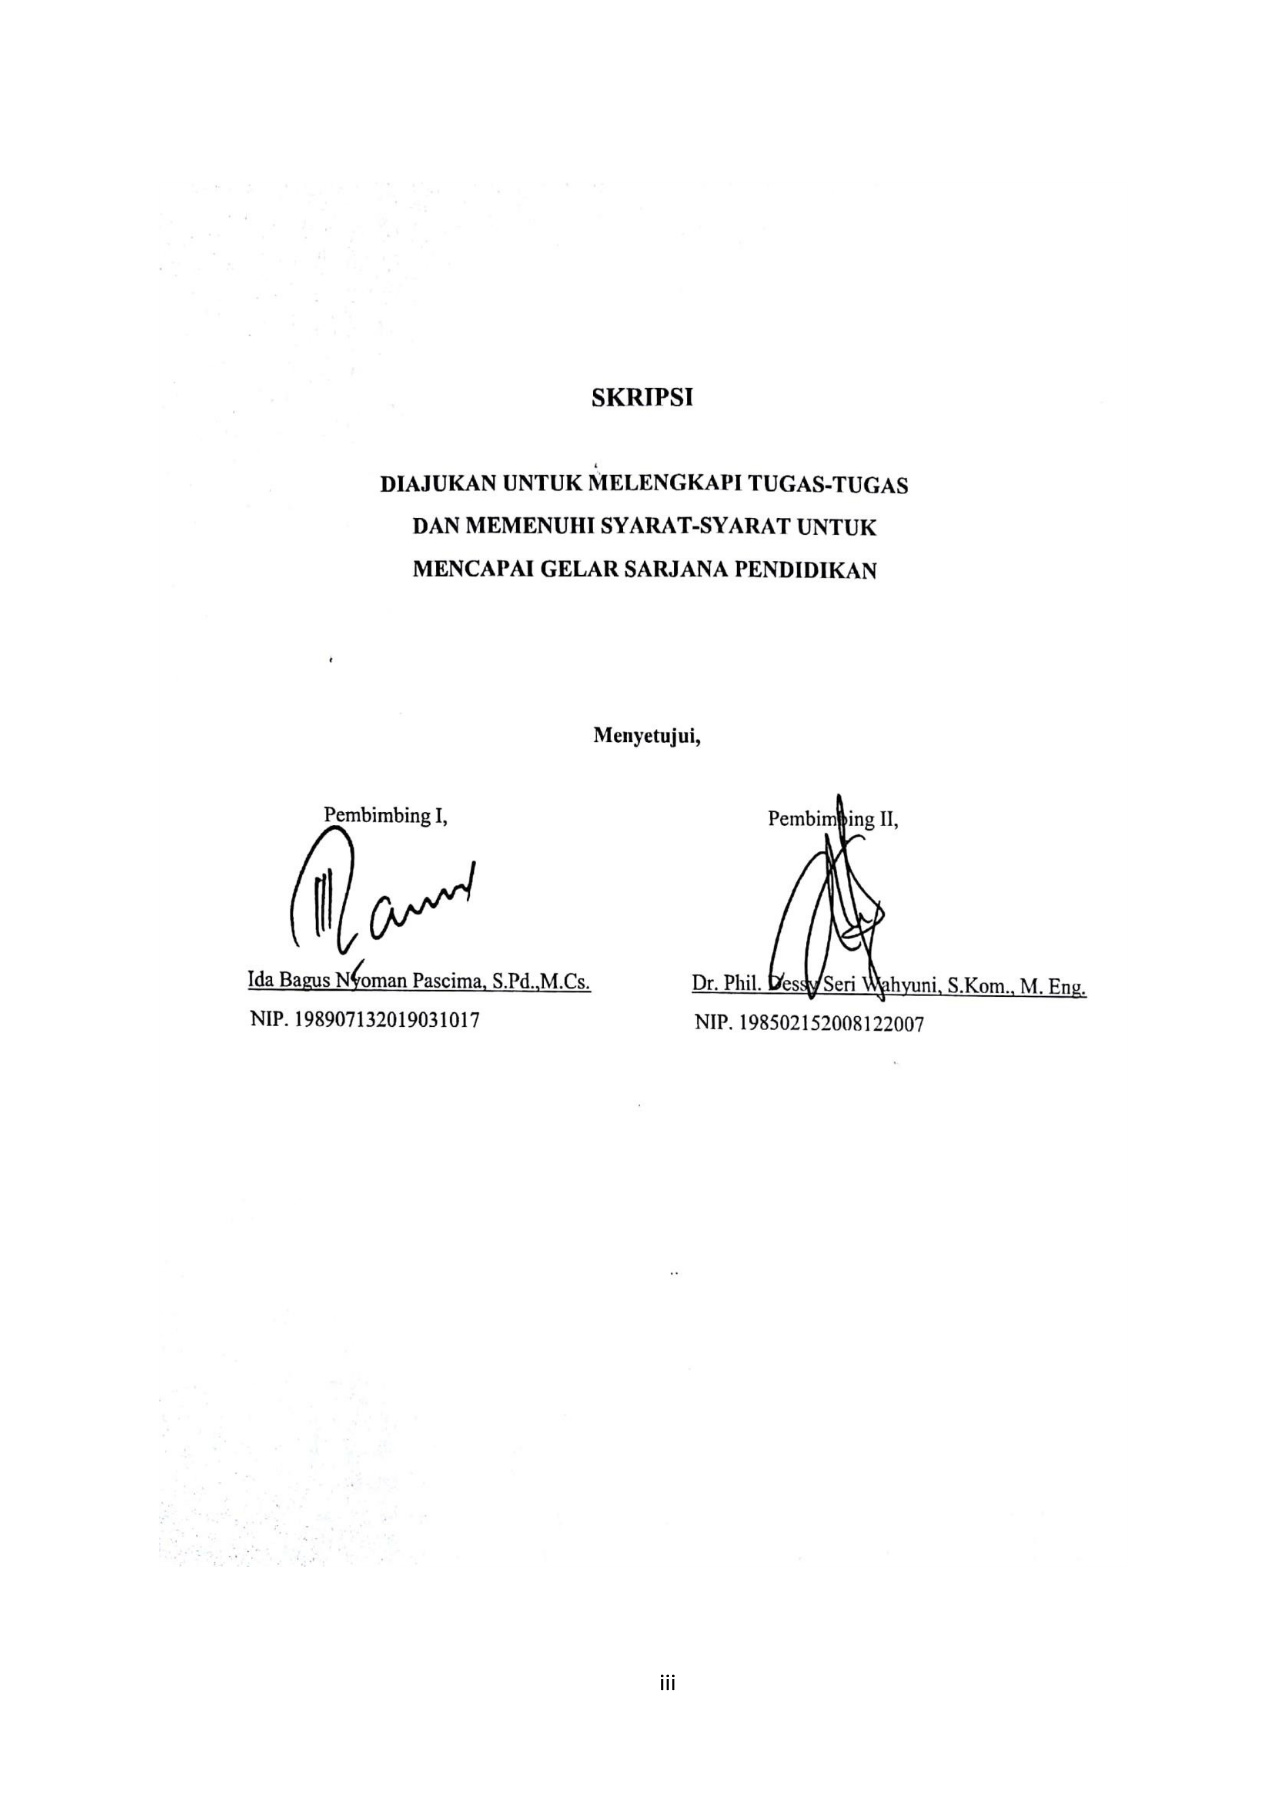 SKRIPSI
DIAJUKAN UNTUK MELENGKAPI TUGAS-TUGAS
DAN MEMENUHI SYARAT-SYARAT UNTUK
MENCAPAI GELAR SARJANA PENDIDIKAN
Menyetujui,
Pembimbing I,
Ida Bagus Nyoman Pascima, S.Pd.,M.Cs.
NIP. 198907132019031017
Pembimbing II,
Dr. Phil. Dessy Seri Wahyuni, S.Kom., M. Eng.
NIP. 198502152008122007
iii